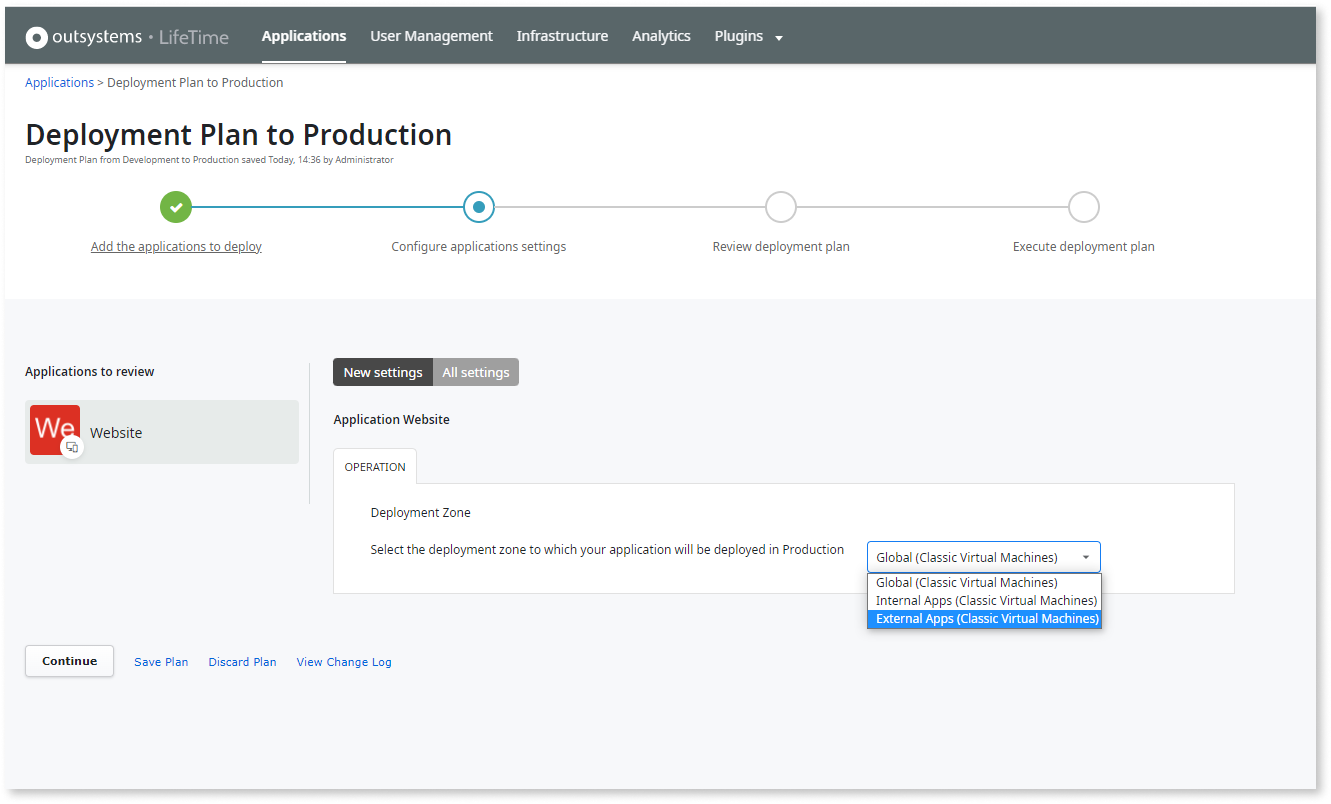 outsystems • LifeTime Applications User Management Infrastructure Analytics Plugins
Applications > Deployment Plan to Production
Deployment Plan to Production
Deployment Plan from Development to Production saved Today, 14:36 by Administrator
Add the applications to deploy Configure applications settings Review deployment plan Execute deployment plan
Applications to review
We
Website
New settings All settings
Application Website
OPERATION
Deployment Zone
Select the deployment zone to which your application will be deployed in Production
Global (Classic Virtual Machines)
Global (Classic Virtual Machines)
Internal Apps (Classic Virtual Machines)
External Apps (Classic Virtual Machines)
Continue Save Plan Discard Plan View Change Log